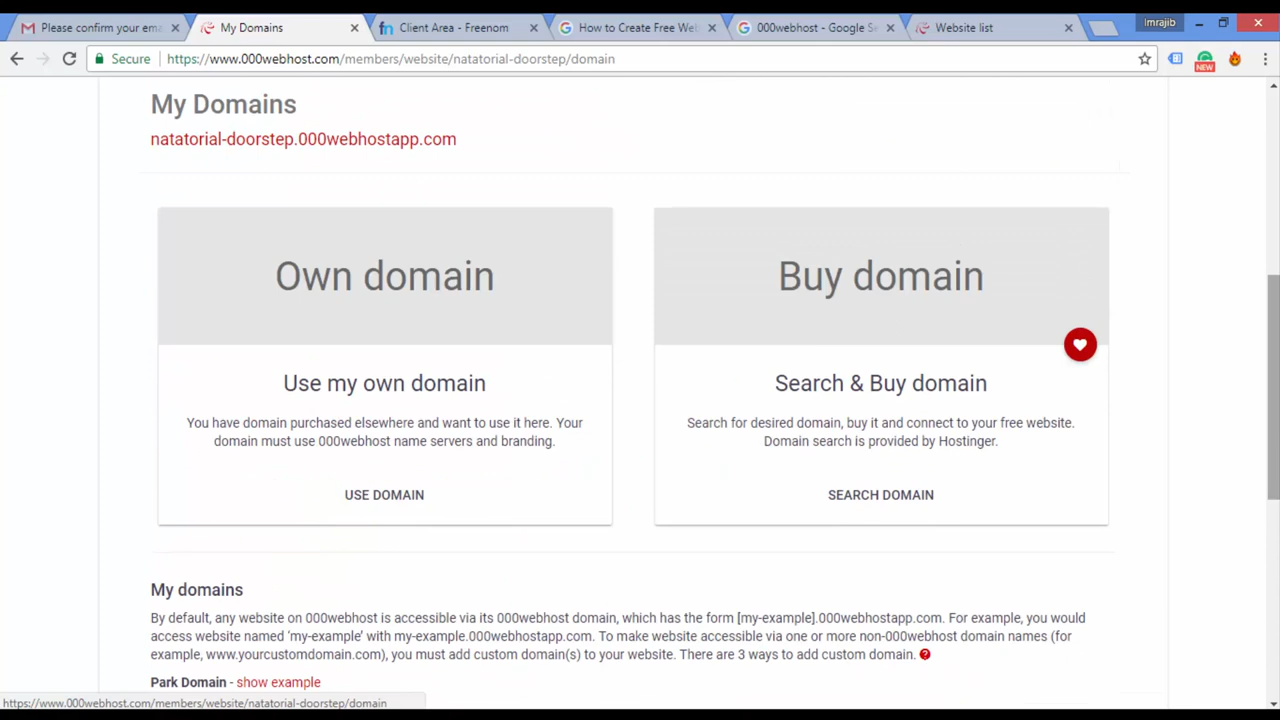 Please confirm your ema
My Domains
Client Area - Freenom
How to Create Free Web
000webhost - Google Se
Website list
Imrajib
Secure
https://www.000webhost.com/members/website/natatorial-doorstep/domain
NEW
My Domains
natatorial-doorstep.000webhostapp.com
Own domain
Buy domain
Use my own domain
Search & Buy domain
You have domain purchased elsewhere and want to use it here. Your
domain must use 000webhost name servers and branding.
Search for desired domain, buy it and connect to your free website.
Domain search is provided by Hostinger.
USE DOMAIN
SEARCH DOMAIN
My domains
By default, any website on 000webhost is accessible via its 000webhost domain, which has the form [my-example].000webhostapp.com. For example, you would
access website named 'my-example' with my-example.000webhostapp.com. To make website accessible via one or more non-000webhost domain names (for
example, www.yourcustomdomain.com), you must add custom domain(s) to your website. There are 3 ways to add custom domain. ?
Park Domain - show example
https://www.000webhost.com/members/website/natatorial-doorstep/domain